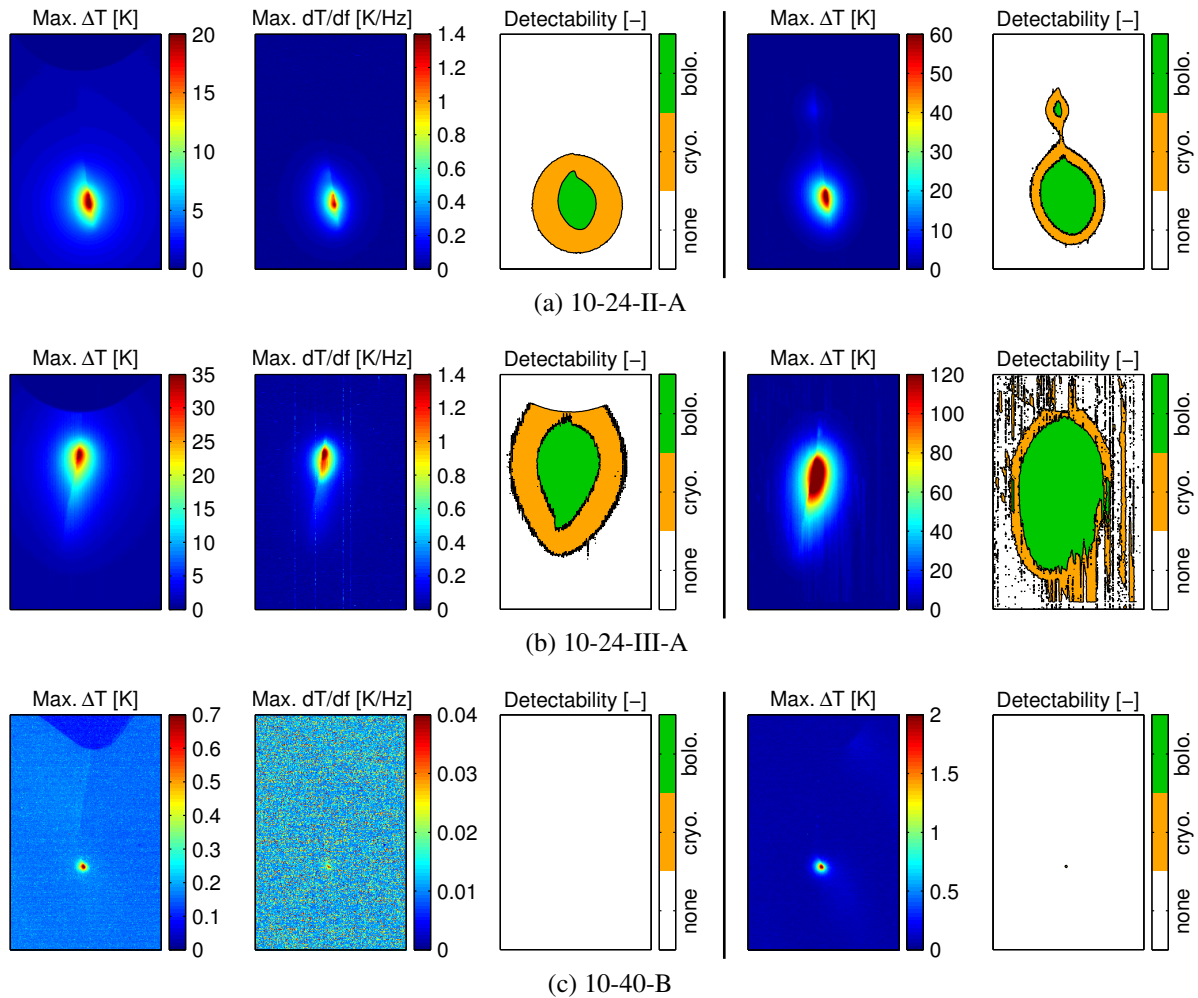 Max. ΔT [K]
20
15
10
5
0
Max. dT/df [K/Hz]
1.4
1.2
1
0.8
0.6
0.4
0.2
0
Detectability [−]
bolo.
cryo.
none
Max. ΔT [K]
60
50
40
30
20
10
0
Detectability [−]
bolo.
cryo.
none
(a) 10-24-II-A
Max. ΔT [K]
35
30
25
20
15
10
5
0
Max. dT/df [K/Hz]
1.4
1.2
1
0.8
0.6
0.4
0.2
0
Detectability [−]
bolo.
cryo.
none
Max. ΔT [K]
120
100
80
60
40
20
0
Detectability [−]
bolo.
cryo.
none
(b) 10-24-III-A
Max. ΔT [K]
0.7
0.6
0.5
0.4
0.3
0.2
0.1
0
Max. dT/df [K/Hz]
0.04
0.03
0.02
0.01
0
Detectability [−]
bolo.
cryo.
none
Max. ΔT [K]
2
1.5
1
0.5
0
Detectability [−]
bolo.
cryo.
none
(c) 10-40-B